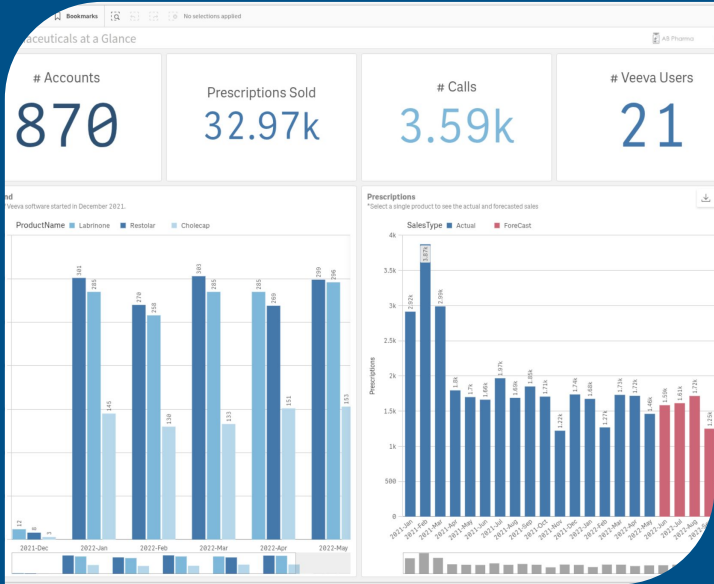 Bookmarks
No selections applied
aceuticals at a Glance
AB Pharma
# Accounts
870
Prescriptions Sold
32.97k
# Calls
3.59k
# Veeva Users
21
nd
Veeva software started in December 2021.
ProductName Labrinone Restolar Cholecap
12
8
3
301
285
145
270
258
130
303
285
133
285
269
151
299
296
153
2021-Dec 2022-Jan 2022-Feb 2022-Mar 2022-Apr 2022-May
Prescriptions
*Select a single product to see the actual and forecasted sales
SalesType Actual ForeCast
Prescriptions
4k
3.5k
3k
2.5k
2k
1.5k
1k
500
0
2.92k
3.87k
2.99k
1.8k
1.7k
1.66k
1.97k
1.69k
1.85k
1.71k
1.22k
1.74k
1.68k
1.27k
1.73k
1.72k
1.46k
1.59k
1.61k
1.72k
1.25k
2021-Jan
2021-Feb
2021-Mar
2021-Apr
2021-May
2021-Jun
2021-Jul
2021-Aug
2021-Sep
2021-Oct
2021-Nov
2021-Dec
2022-Jan
2022-Feb
2022-Mar
2022-Apr
2022-May
2022-Jun
2022-Jul
2022-Aug